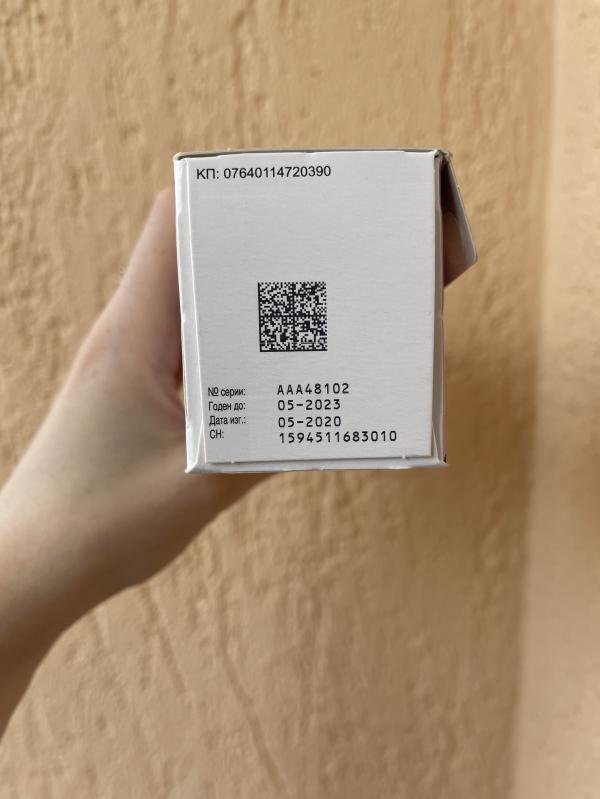 КП: 07640114720390
№ серии: AAA48102
Годен до: 05-2023
Дата изг.: 05-2020
СН: 1594511683010